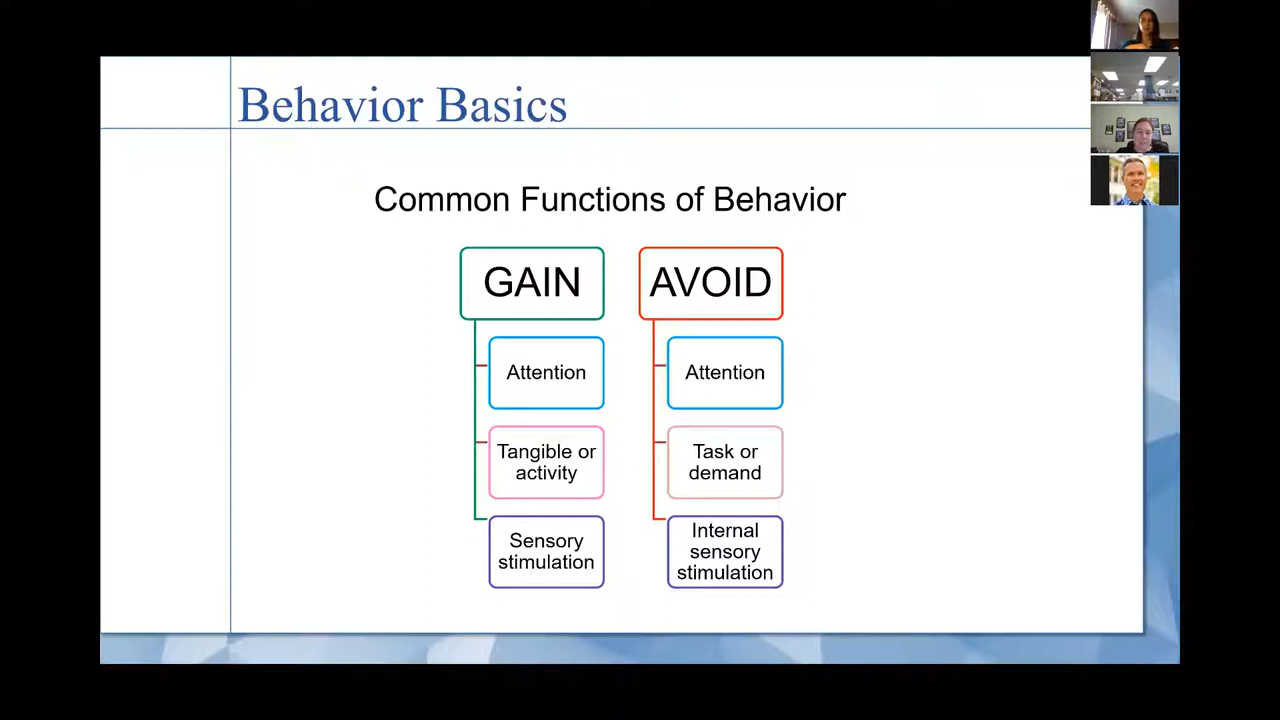 Behavior Basics
Common Functions of Behavior
GAIN
Attention
Tangible or
activity
Sensory
stimulation
AVOID
Attention
Task or
demand
Internal
sensory
stimulation